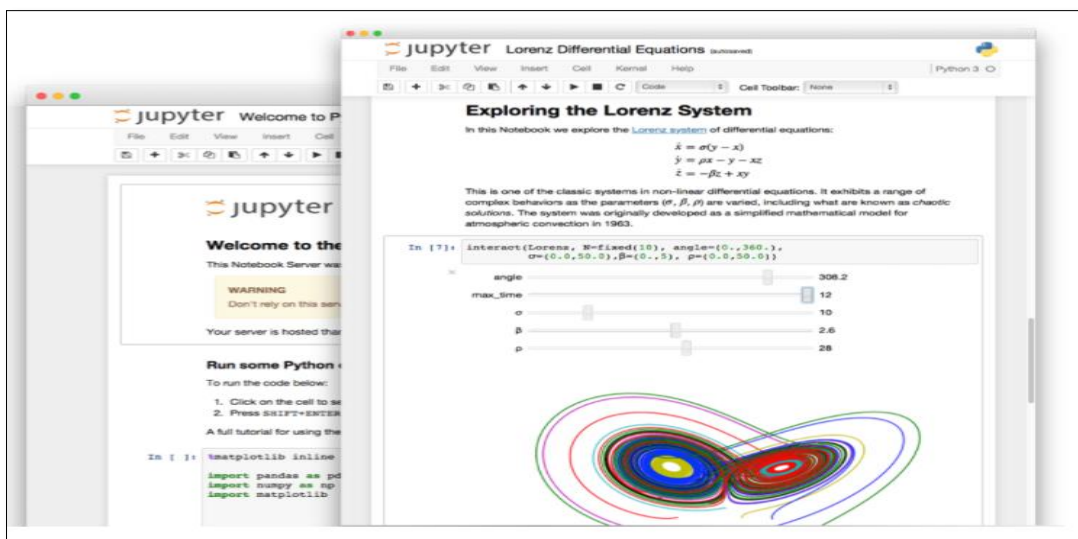 jupyter Lorenz Differential Equations (autosaved)
File Edit View Insert Cell Kernel Help Python 3
Code Cell Toolbar: None
Exploring the Lorenz System
In this Notebook we explore the Lorenz system of differential equations:
ẋ = σ(y − x)
ẏ = ρx − y − xz
ż = −βz + xy
This is one of the classic systems in non-linear differential equations. It exhibits a range of
complex behaviors as the parameters (σ, β, ρ) are varied, including what are known as chaotic
solutions. The system was originally developed as a simplified mathematical model for
atmospheric convection in 1963.
In [7]: interact(Lorenz, N=fixed(10), angle=(0.,360.),
σ=(0.0,50.0),β=(0.,5), ρ=(0.0,50.0))
angle 308.2
max_time 12
σ 10
β 2.6
ρ 28
jupyter Welcome to P
File Edit View Insert Cell
jupyter
Welcome to the
This Notebook Server was
WARNING
Don't rely on this serv
Your server is hosted than
Run some Python
To run the code below:
1. Click on the cell to se
2. Press SHIFT+ENTER
A full tutorial for using the
In [ ]: %matplotlib inline
import pandas as pd
import numpy as np
import matplotlib